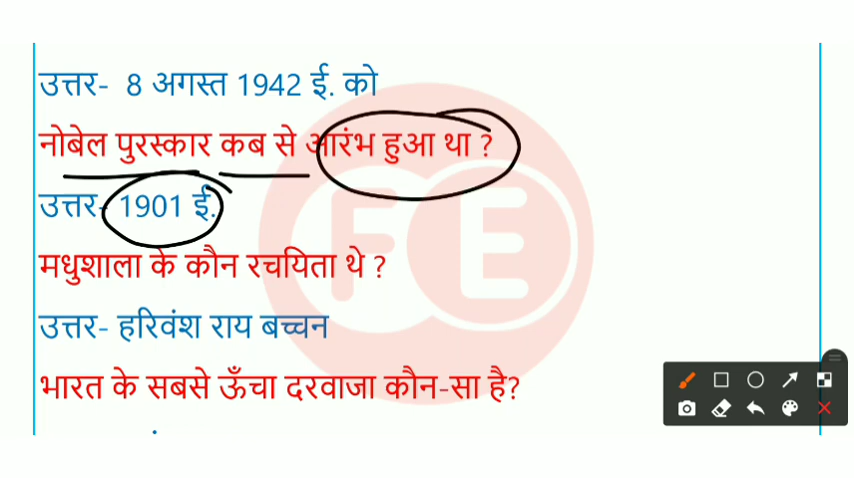 उत्तर-  8 अगस्त 1942 ई. को
नोबेल पुरस्कार कब से आरंभ हुआ था ?
उत्तर- 1901 ई.
मधुशाला के कौन रचयिता थे ?
उत्तर- हरिवंश राय बच्चन
भारत के सबसे ऊँचा दरवाजा कौन-सा है?
FE